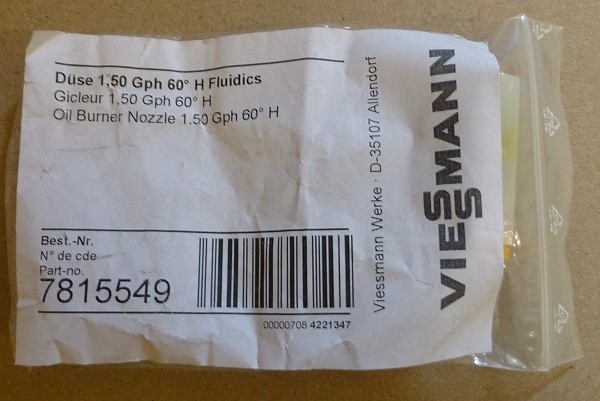 Düse 1,50 Gph 60° H Fluidics
Gicleur 1,50 Gph 60° H
Oil Burner Nozzle 1.50 Gph 60° H
Best.-Nr.
N° de cde
Part-no.
7815549
00000708 4221347
Viessmann Werke · D-35107 Allendorf
VIESSMANN